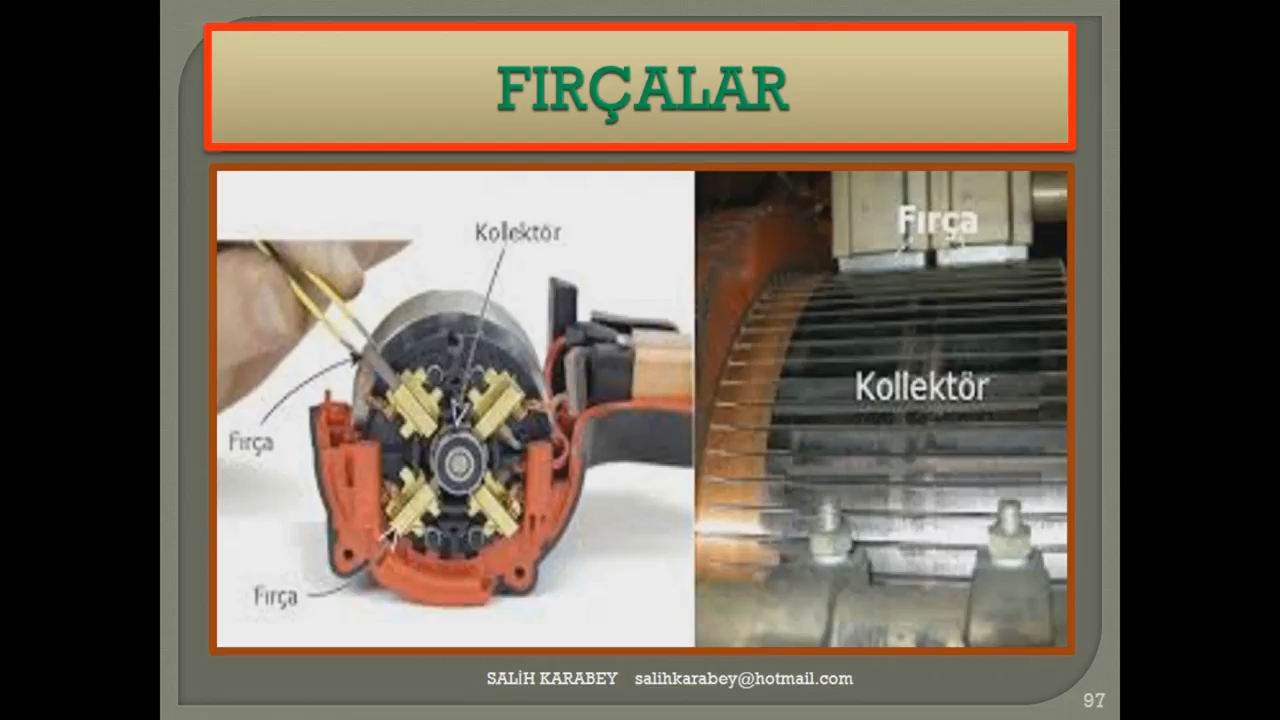 FIRÇALAR
Kollektör
Fırça
Fırça
Fırça
Kollektör
SALİH KARABEY salihkarabey@hotmail.com
97